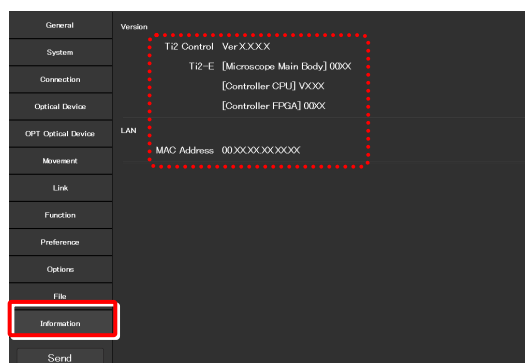 General
System
Connection
Optical Device
OPT Optical Device
Movement
Link
Function
Preference
Options
File
Information
Send
Version
Ti2 Control Ver X.X.X.X
Ti2-E [Microscope Main Body] 00XX
[Controller CPU] VXXX
[Controller FPGA] 00XX
LAN
MAC Address 00.XX.XX.XX.XX.XX